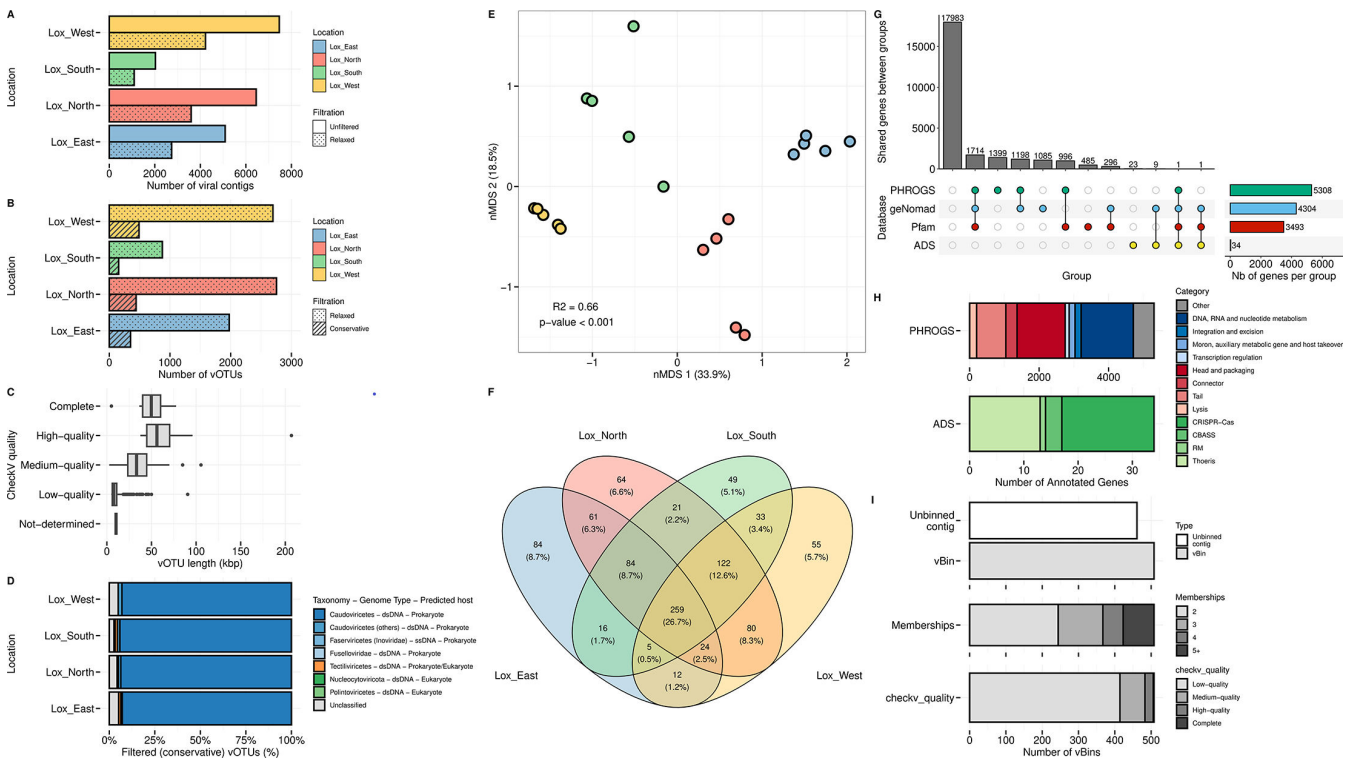 A
Location
Lox_West
Lox_South
Lox_North
Lox_East
0 2000 4000 6000 8000
Number of viral contigs
Location
Lox_East
Lox_North
Lox_South
Lox_West
Filtration
Unfiltered
Relaxed
B
Location
Lox_West
Lox_South
Lox_North
Lox_East
0 1000 2000 3000
Number of vOTUs
Location
Lox_East
Lox_North
Lox_South
Lox_West
Filtration
Relaxed
Conservative
C
CheckV quality
Complete
High-quality
Medium-quality
Low-quality
Not-determined
0 50 100 150 200
vOTU length (kbp)
D
Location
Lox_West
Lox_South
Lox_North
Lox_East
0% 25% 50% 75% 100%
Filtered (conservative) vOTUs (%)
Taxonomy - Genome Type - Predicted host
Caudoviricetes - dsDNA - Prokaryote
Caudoviricetes (others) - dsDNA - Prokaryote
Faserviricetes (Inoviridae) - ssDNA - Prokaryote
Fuselloviridae - dsDNA - Prokaryote
Tectiliviricetes - dsDNA - Prokaryote/Eukaryote
Nucleocytoviricota - dsDNA - Eukaryote
Polintoviricetes - dsDNA - Eukaryote
Unclassified
E
nMDS 2 (18.5%)
1
0
−1
R2 = 0.66
p-value < 0.001
−1 0 1 2
nMDS 1 (33.9%)
F
Lox_North Lox_South
Lox_East Lox_West
64
(6.6%)
49
(5.1%)
21
(2.2%)
61
(6.3%)
33
(3.4%)
84
(8.7%)
55
(5.7%)
84
(8.7%)
122
(12.6%)
259
(26.7%)
16
(1.7%)
80
(8.3%)
5
(0.5%)
24
(2.5%)
12
(1.2%)
G
Shared genes between groups
15000
10000
5000
0
17983 1714 1399 1198 1085 996 485 296 23 9 1 1
Database
PHROGS
geNomad
Pfam
ADS
Group
5308
4304
3493
34
0 2000 4000 6000
Nb of genes per group
H
PHROGS
0 2000 4000
ADS
0 10 20 30
Number of Annotated Genes
Category
Other
DNA, RNA and nucleotide metabolism
Integration and excision
Moron, auxiliary metabolic gene and host takeover
Transcription regulation
Head and packaging
Connector
Tail
Lysis
CRISPR-Cas
CBASS
RM
Thoeris
I
Unbinned
contig
vBin
Memberships
checkv_quality
0 100 200 300 400 500
Number of vBins
Type
Unbinned
contig
vBin
Memberships
2
3
4
5+
checkv_quality
Low-quality
Medium-quality
High-quality
Complete